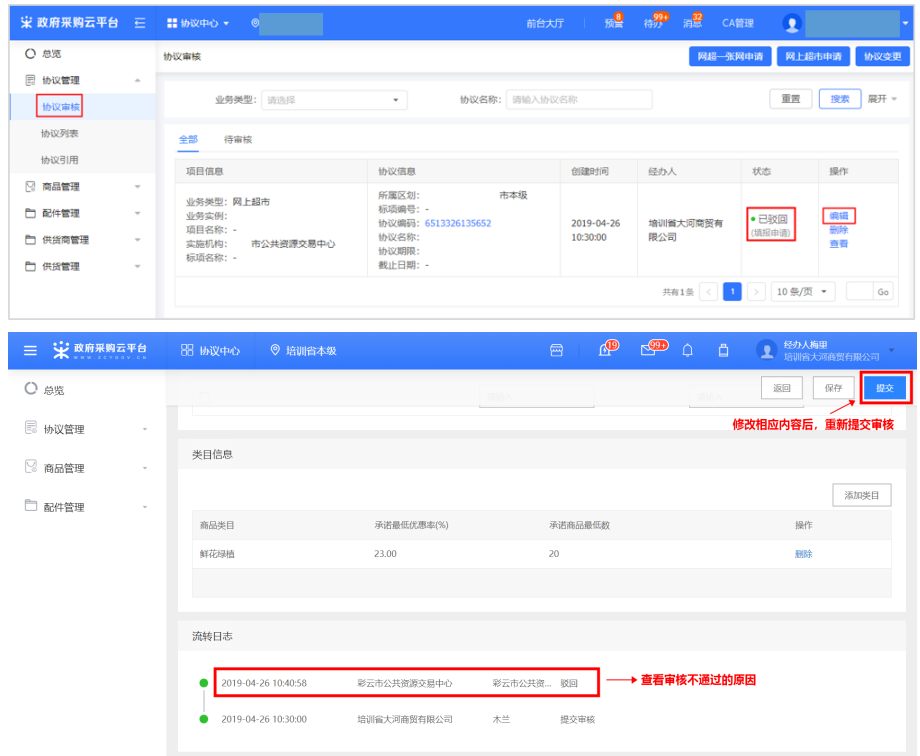 政府采购云平台
协议中心
前台大厅 预警 8 待办 99+ 消息 32 CA管理
总览
协议管理
协议审核
协议列表
协议引用
商品管理
配件管理
供货商管理
供货管理
协议审核
网超一张网申请 网上超市申请 协议变更
业务类型: 请选择 协议名称: 请输入协议名称 重置 搜索 展开
全部 待审核
项目信息 协议信息 创建时间 经办人 状态 操作
业务类型: 网上超市
业务实例:
项目名称: -
实施机构: 市公共资源交易中心
标项名称: -
所属区划: 市本级
标项编号: -
协议编码: 6513326135652
协议名称:
协议期限:
截止日期: -
2019-04-26
10:30:00
培训省大河商贸有
限公司
已驳回
(填报申请)
编辑
删除
查看
共有1条 < 1 > 10 条/页 Go
政府采购云平台
WWW.ZCYGOV.CN
协议中心 培训省本级
19 99+
经办人梅里
培训省大河商贸有限公司
总览
协议管理
商品管理
配件管理
返回 保存 提交
修改相应内容后，重新提交审核
类目信息
添加类目
商品类目 承诺最低优惠率(%) 承诺商品最低数 操作
鲜花绿植 23.00 20 删除
流转日志
2019-04-26 10:40:58 彩云市公共资源交易中心 彩云市公共资... 驳回
查看审核不通过的原因
2019-04-26 10:30:00 培训省大河商贸有限公司 木兰 提交审核